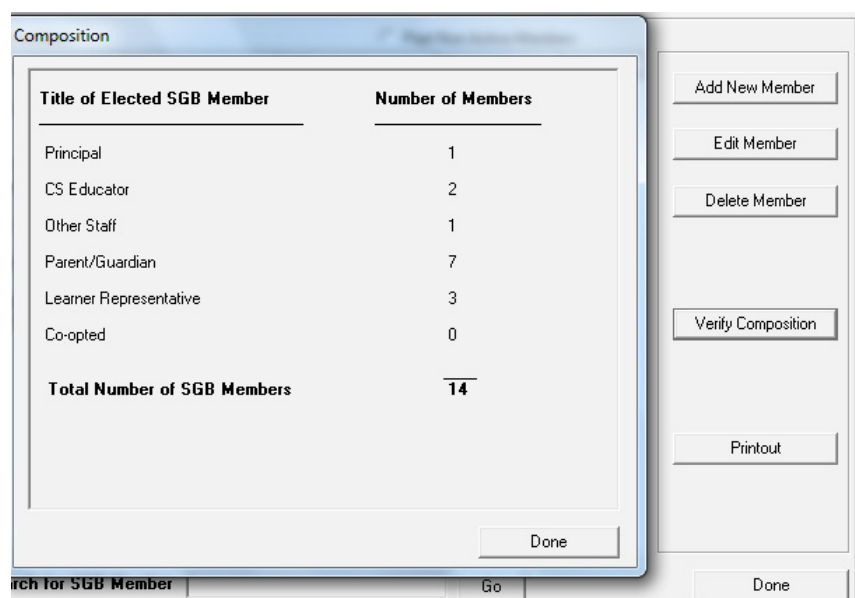 Composition
Title of Elected SGB Member Number of Members
Principal 1
CS Educator 2
Other Staff 1
Parent/Guardian 7
Learner Representative 3
Co-opted 0
Total Number of SGB Members 14
Done
Add New Member
Edit Member
Delete Member
Verify Composition
Printout
rch for SGB Member Go Done